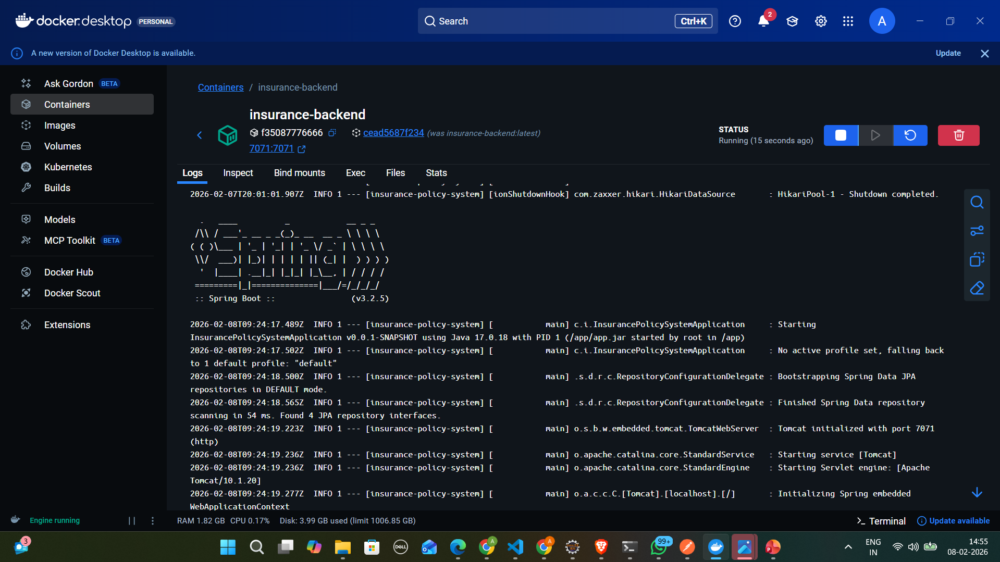 docker.desktop PERSONAL
Search
Ctrl+K
2
A
A new version of Docker Desktop is available.
Update
Ask Gordon BETA
Containers
Images
Volumes
Kubernetes
Builds
Models
MCP Toolkit BETA
Docker Hub
Docker Scout
Extensions
Containers / insurance-backend
insurance-backend
f35087776666 cead5687f234 (was insurance-backend:latest)
7071:7071
STATUS
Running (15 seconds ago)
Logs Inspect Bind mounts Exec Files Stats
2026-02-07T20:01:01.907Z  INFO 1 --- [insurance-policy-system] [ionShutdownHook] com.zaxxer.hikari.HikariDataSource       : HikariPool-1 - Shutdown completed.
:: Spring Boot ::                (v3.2.5)
2026-02-08T09:24:17.489Z  INFO 1 --- [insurance-policy-system] [           main] c.i.InsurancePolicySystemApplication     : Starting
InsurancePolicySystemApplication v0.0.1-SNAPSHOT using Java 17.0.18 with PID 1 (/app/app.jar started by root in /app)
2026-02-08T09:24:17.502Z  INFO 1 --- [insurance-policy-system] [           main] c.i.InsurancePolicySystemApplication     : No active profile set, falling back
to 1 default profile: "default"
2026-02-08T09:24:18.500Z  INFO 1 --- [insurance-policy-system] [           main] .s.d.r.c.RepositoryConfigurationDelegate : Bootstrapping Spring Data JPA
repositories in DEFAULT mode.
2026-02-08T09:24:18.565Z  INFO 1 --- [insurance-policy-system] [           main] .s.d.r.c.RepositoryConfigurationDelegate : Finished Spring Data repository
scanning in 54 ms. Found 4 JPA repository interfaces.
2026-02-08T09:24:19.223Z  INFO 1 --- [insurance-policy-system] [           main] o.s.b.w.embedded.tomcat.TomcatWebServer  : Tomcat initialized with port 7071
(http)
2026-02-08T09:24:19.236Z  INFO 1 --- [insurance-policy-system] [           main] o.apache.catalina.core.StandardService   : Starting service [Tomcat]
2026-02-08T09:24:19.236Z  INFO 1 --- [insurance-policy-system] [           main] o.apache.catalina.core.StandardEngine    : Starting Servlet engine: [Apache
Tomcat/10.1.20]
2026-02-08T09:24:19.277Z  INFO 1 --- [insurance-policy-system] [           main] o.a.c.c.C.[Tomcat].[localhost].[/]       : Initializing Spring embedded
WebApplicationContext
Engine running
RAM 1.82 GB CPU 0.17% Disk: 3.99 GB used (limit 1006.85 GB)
Terminal
Update available
3
DELL
99+
ENG
IN
14:55
08-02-2026